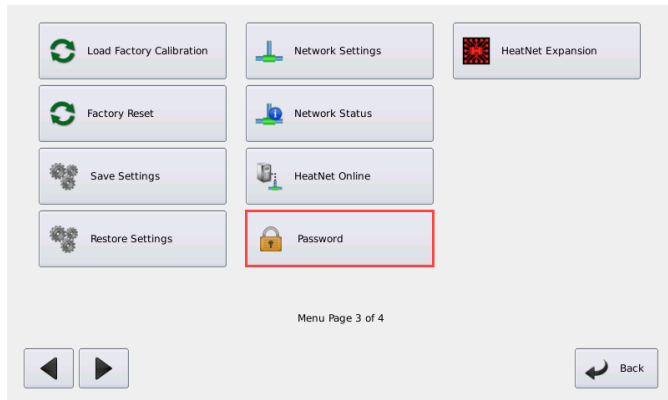 Load Factory Calibration
Network Settings
HeatNet Expansion
Factory Reset
Network Status
Save Settings
HeatNet Online
Restore Settings
Password
Menu Page 3 of 4
Back